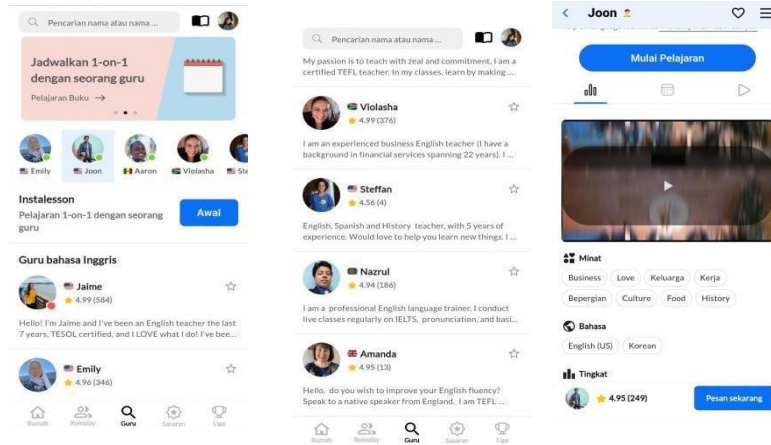 Pencarian nama atau nama ...
Jadwalkan 1-on-1
dengan seorang
guru
Pelajaran Buku →
Emily
Joon
Aaron
Violasha
Ste
Instalesson
Pelajaran 1-on-1 dengan seorang
guru
Awal
Guru bahasa Inggris
Jaime
4.99 (584)
Hello! I'm Jaime and I've been an English teacher the last
7 years, TESOL certified, and I LOVE what I do! I've bee...
Emily
4.96 (346)
Rumah
Roleplay
Guru
Sasaran
Liga
Pencarian nama atau nama ...
My passion is to teach with zeal and commitment, I am a
certified TEFL teacher. In my classes, learn by making ...
Violasha
4.99 (376)
I am an experienced business English teacher (I have a
background in financial services spanning 22 years). I ...
Steffan
4.56 (4)
English, Spanish and History teacher, with 5 years of
experience. Would love to help you learn new things. I ...
Nazrul
4.94 (186)
I am a professional English language trainer. I conduct
live classes regularly on IELTS, pronunciation, and basi...
Amanda
4.95 (13)
Hello, do you wish to improve your English fluency?
Speak to a native speaker from England. I am TEFL ...
Rumah
Roleplay
Guru
Sasaran
Liga
Joon
Mulai Pelajaran
Minat
Business
Love
Keluarga
Kerja
Bepergian
Culture
Food
History
Bahasa
English (US)
Korean
Tingkat
4.95 (249)
Pesan sekarang